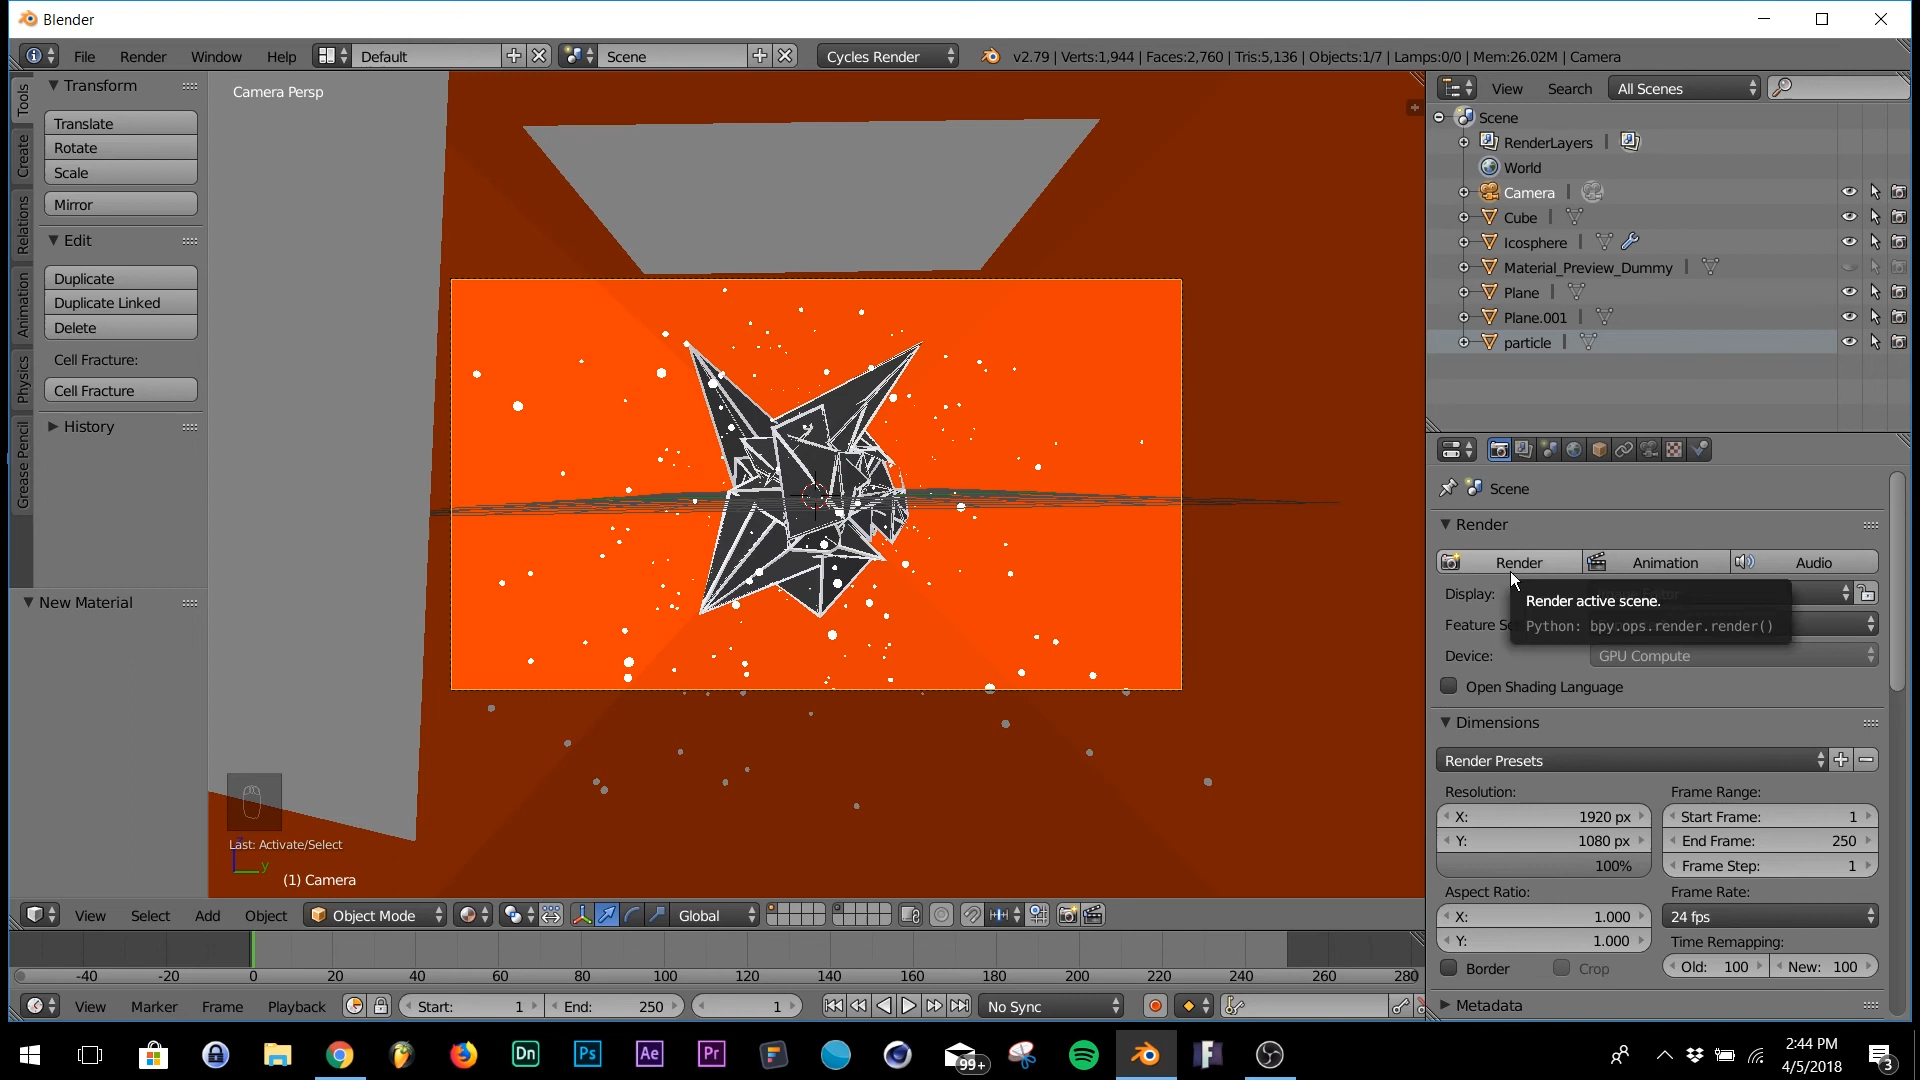 Blender
File Render Window Help Default Scene Cycles Render v2.79 | Verts:1,944 | Faces:2,760 | Tris:5,136 | Objects:1/7 | Lamps:0/0 | Mem:26.02M | Camera
Tools
Create
Relations
Animation
Physics
Grease Pencil
Transform
Translate
Rotate
Scale
Mirror
Edit
Duplicate
Duplicate Linked
Delete
Cell Fracture:
Cell Fracture
History
New Material
Camera Persp
Last: Activate/Select
y
(1) Camera
View Select Add Object Object Mode Global
-40 -20 0 20 40 60 80 100 120 140 160 180 200 220 240 260 280
View Marker Frame Playback Start: 1 End: 250 1 No Sync
View Search All Scenes
Scene
RenderLayers |
World
Camera |
Cube |
Icosphere |
Material_Preview_Dummy |
Plane |
Plane.001 |
particle |
Scene
Render
Render Animation Audio
Display:
Feature Se
Render active scene.
Python: bpy.ops.render.render()
Device: GPU Compute
Open Shading Language
Dimensions
Render Presets
Resolution: Frame Range:
X: 1920 px Start Frame: 1
Y: 1080 px End Frame: 250
100% Frame Step: 1
Aspect Ratio: Frame Rate:
X: 1.000 24 fps
Y: 1.000 Time Remapping:
Border Crop Old: 100 New: 100
Metadata
Dn Ps Ae Pr 99+
2:44 PM
4/5/2018
3